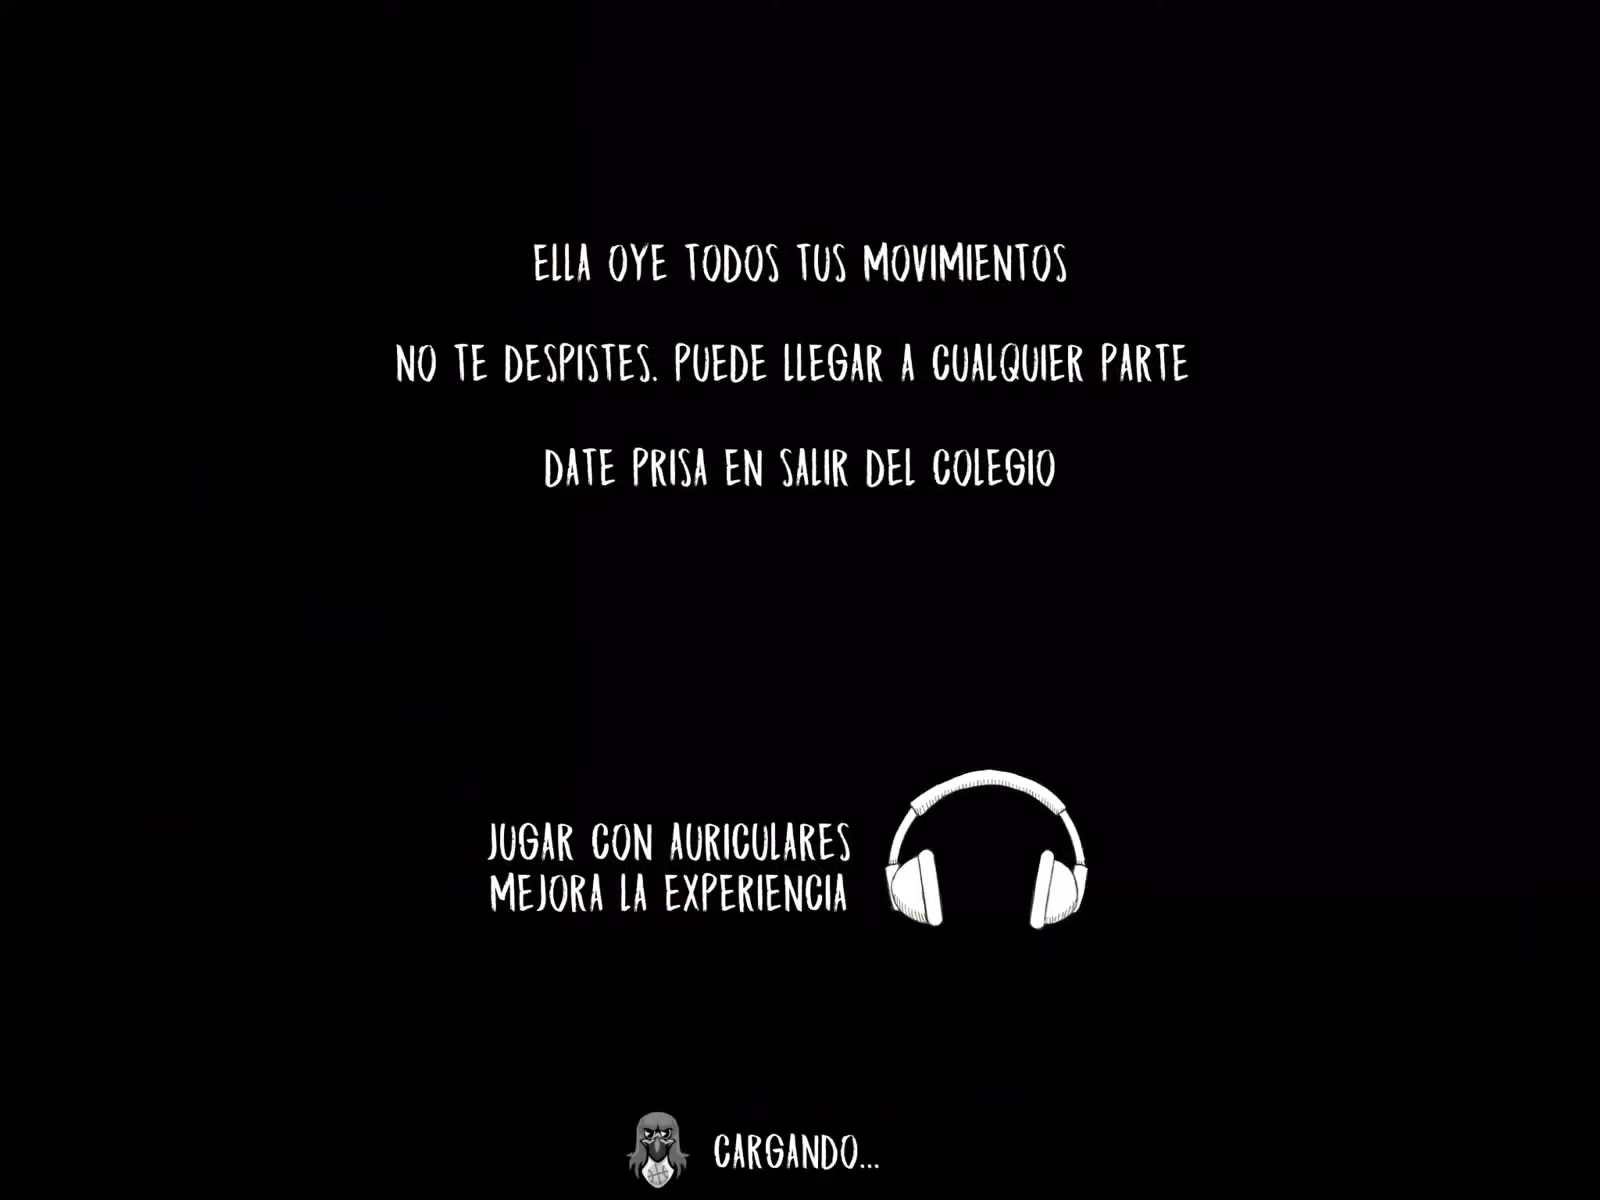 ELLA OYE TODOS TUS MOVIMIENTOS
NO TE DESPISTES. PUEDE LLEGAR A CUALQUIER PARTE
DATE PRISA EN SALIR DEL COLEGIO
JUGAR CON AURICULARES
MEJORA LA EXPERIENCIA
CARGANDO...